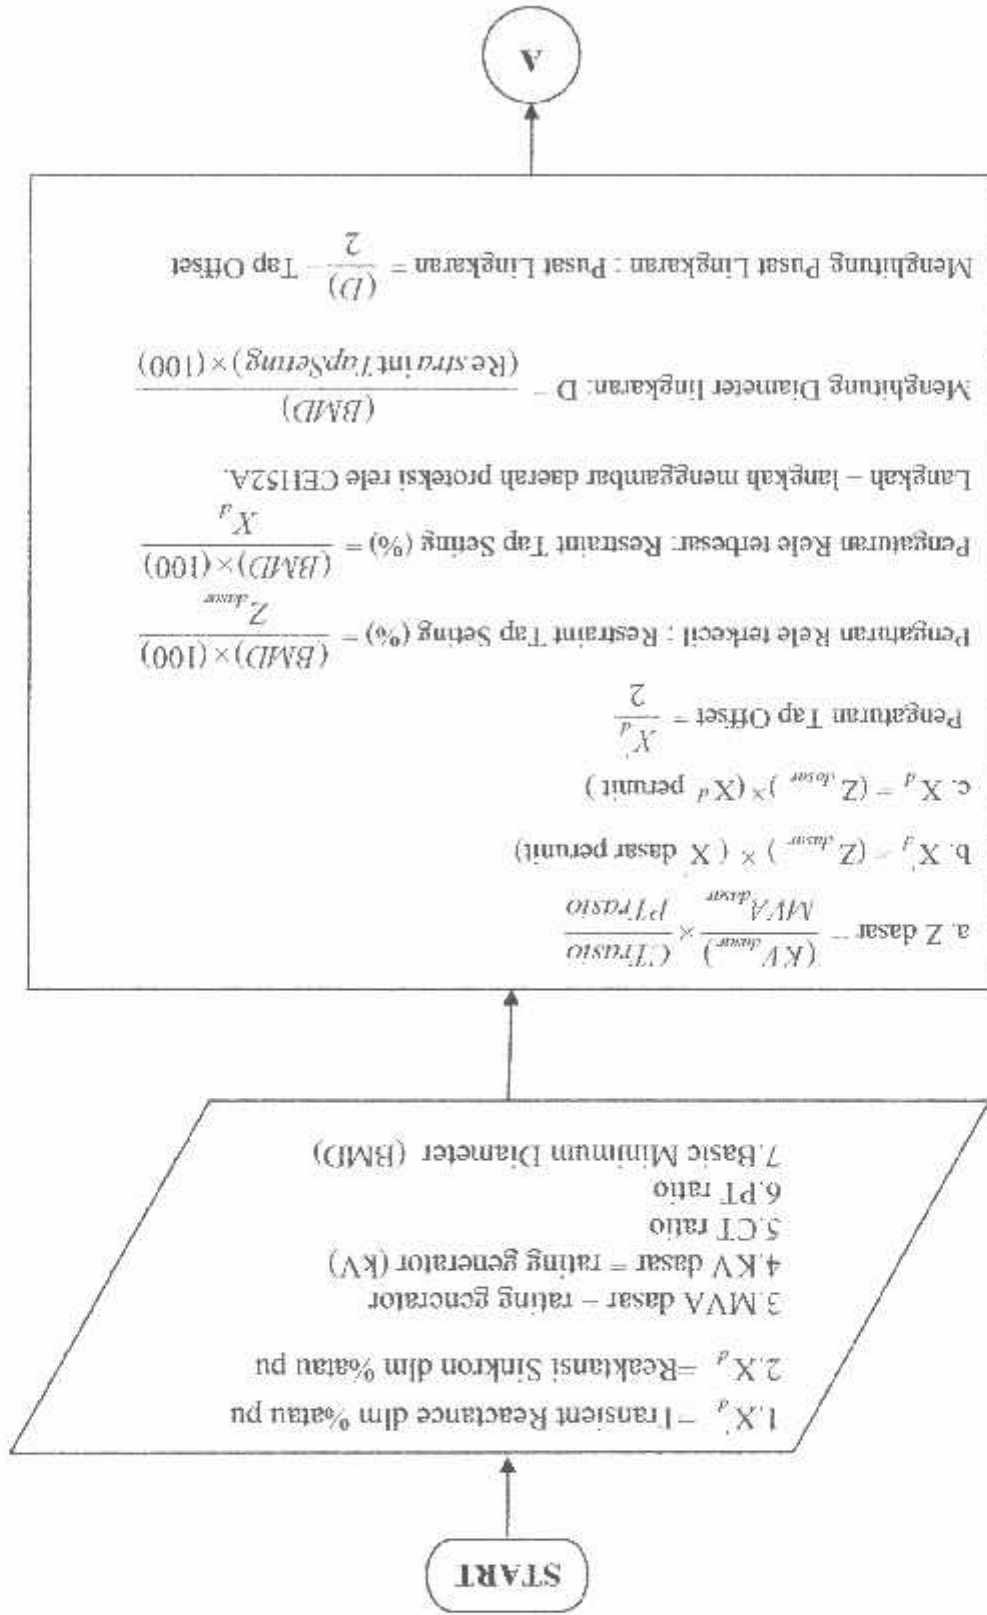 START
1.X'd =Transient Reactance dlm %atau pu
2.Xd =Reaktansi Sinkron dlm %atau pu
3.MVA dasar – rating generator
4.KV dasar = rating generator (kV)
5.CT ratio
6.PT ratio
7.Basic Minimum Diameter (BMD)
a. Z dasar = (KV dasar) / MVA dasar × CTrasio / PTrasio
b. X'd = (Z dasar ) × ( X' dasar perunit)
c. Xd = (Z dasar )×(Xd perunit )
Pengaturan Tap Offset = X'd / 2
Pengaturan Rele terkecil : Restraint Tap Seting (%) = (BMD)×(100) / Z dasar
Pengaturan Rele terbesar: Restraint Tap Seting (%) = (BMD)×(100) / Xd
Langkah – langkah menggambar daerah proteksi rele CEH52A.
Menghitung Diameter lingkaran: D = (BMD) / (Restraint Tap Seting)×(100)
Menghitung Pusat Lingkaran : Pusat Lingkaran = (D) / 2 – Tap Offset
A